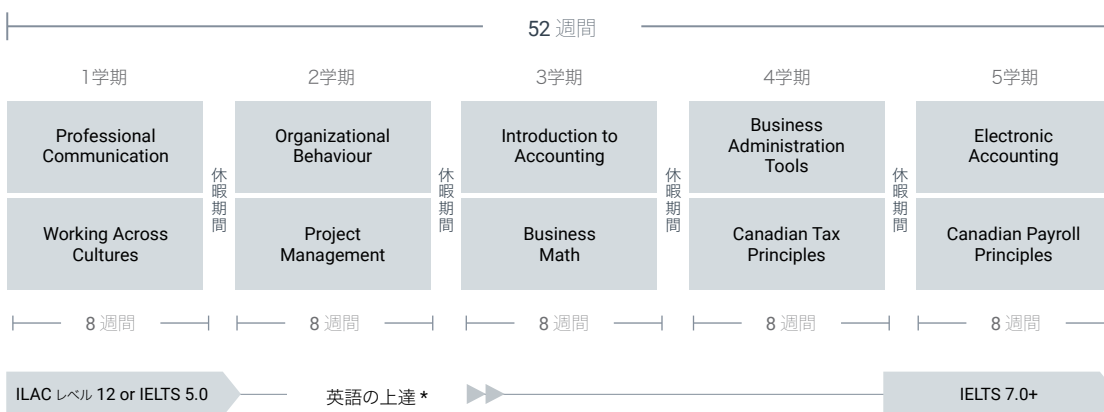 52 週間
1学期
2学期
3学期
4学期
5学期
Professional
Communication
Organizational
Behaviour
Introduction to
Accounting
Business
Administration
Tools
Electronic
Accounting
休暇期間
休暇期間
休暇期間
休暇期間
Working Across
Cultures
Project
Management
Business
Math
Canadian Tax
Principles
Canadian Payroll
Principles
8 週間
8 週間
8 週間
8 週間
8 週間
ILAC レベル 12 or IELTS 5.0
英語の上達 *
IELTS 7.0+